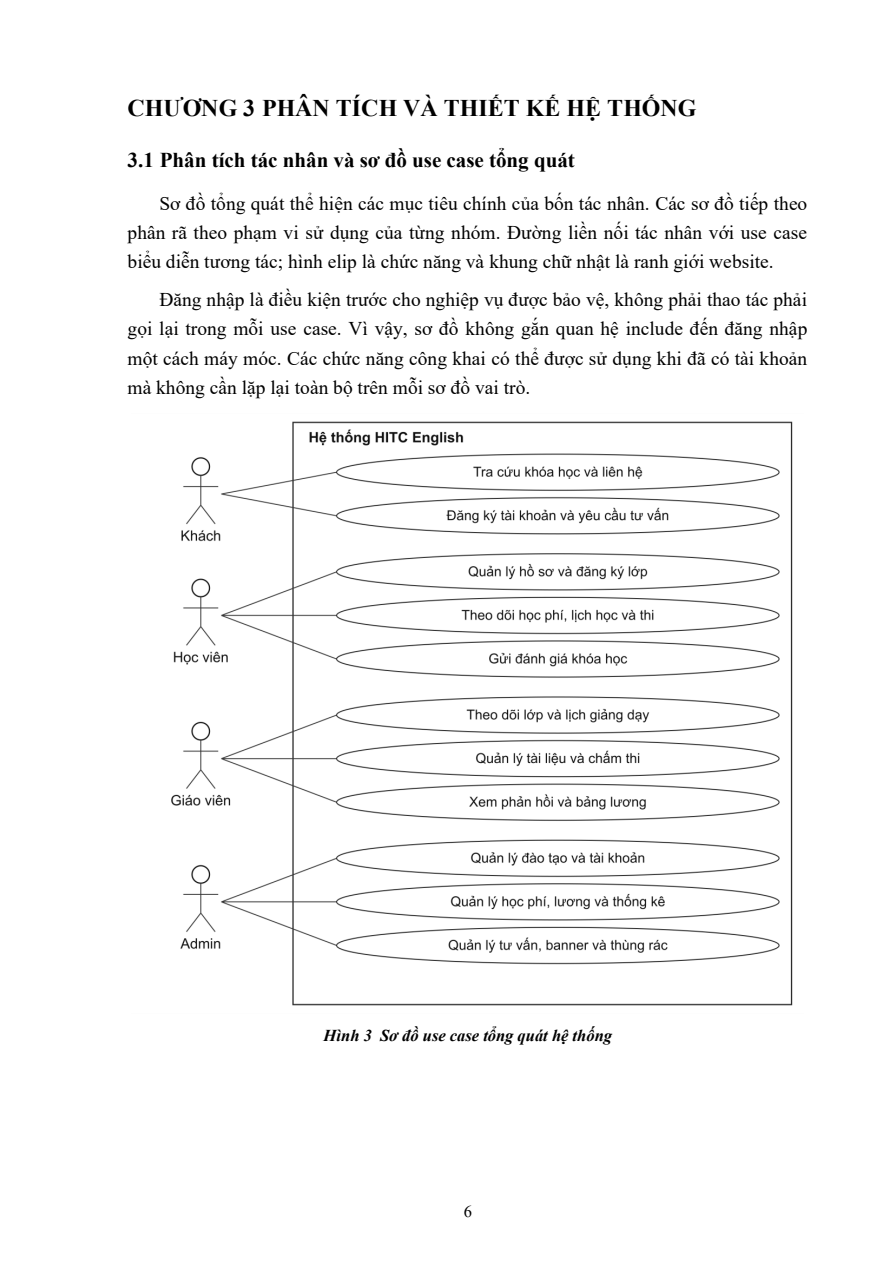 CHƯƠNG 3 PHÂN TÍCH VÀ THIẾT KẾ HỆ THỐNG
3.1 Phân tích tác nhân và sơ đồ use case tổng quát
Sơ đồ tổng quát thể hiện các mục tiêu chính của bốn tác nhân. Các sơ đồ tiếp theo
phân rã theo phạm vi sử dụng của từng nhóm. Đường liền nối tác nhân với use case
biểu diễn tương tác; hình elip là chức năng và khung chữ nhật là ranh giới website.
Đăng nhập là điều kiện trước cho nghiệp vụ được bảo vệ, không phải thao tác phải
gọi lại trong mỗi use case. Vì vậy, sơ đồ không gắn quan hệ include đến đăng nhập
một cách máy móc. Các chức năng công khai có thể được sử dụng khi đã có tài khoản
mà không cần lặp lại toàn bộ trên mỗi sơ đồ vai trò.
Hệ thống HITC English
Tra cứu khóa học và liên hệ
Đăng ký tài khoản và yêu cầu tư vấn
Khách
Quản lý hồ sơ và đăng ký lớp
Theo dõi học phí, lịch học và thi
Gửi đánh giá khóa học
Học viên
Theo dõi lớp và lịch giảng dạy
Quản lý tài liệu và chấm thi
Xem phản hồi và bảng lương
Giáo viên
Quản lý đào tạo và tài khoản
Quản lý học phí, lương và thống kê
Quản lý tư vấn, banner và thùng rác
Admin
Hình 3 Sơ đồ use case tổng quát hệ thống
6